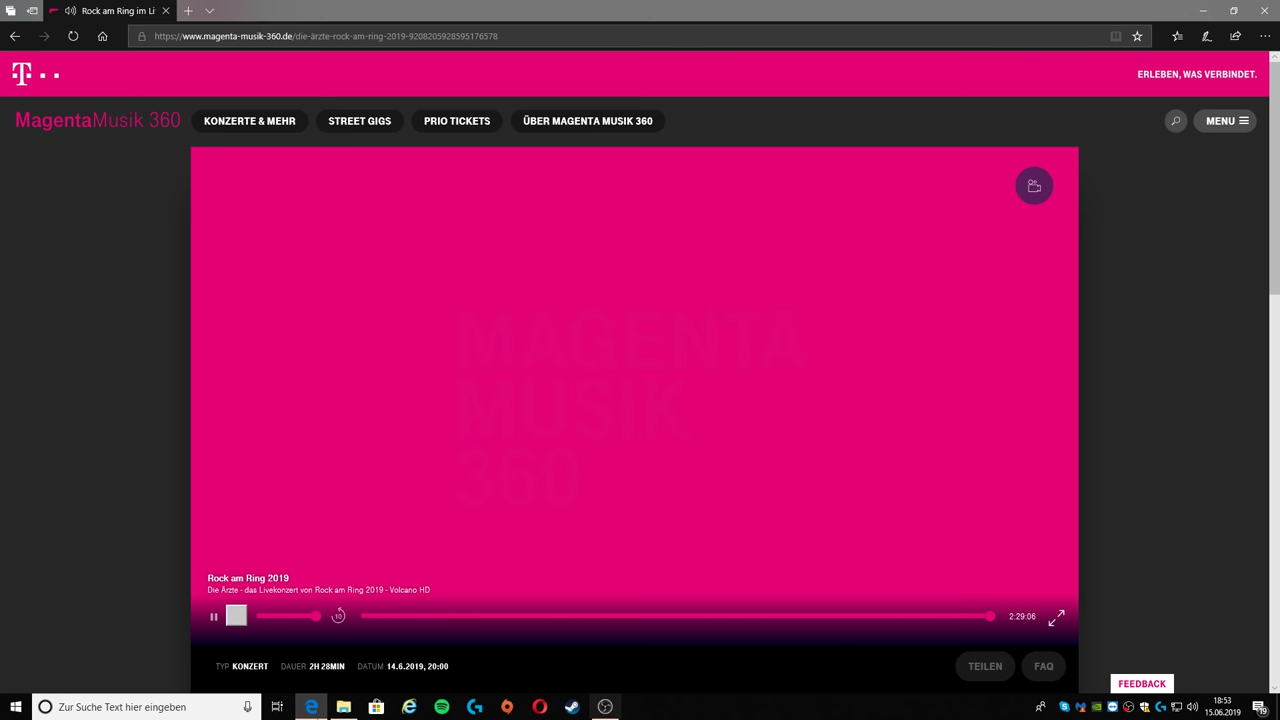 Rock am Ring im Li
https://www.magenta-musik-360.de/die-ärzte-rock-am-ring-2019-9208205928595176578
T
ERLEBEN, WAS VERBINDET.
MagentaMusik 360
KONZERTE & MEHR
STREET GIGS
PRIO TICKETS
ÜBER MAGENTA MUSIK 360
MENU
MAGENTA
MUSIK
360
Rock am Ring 2019
Die Ärzte - das Livekonzert von Rock am Ring 2019 - Volcano HD
10
2:29:06
TYP KONZERT DAUER 2H 28MIN DATUM 14.6.2019, 20:00
TEILEN
FAQ
FEEDBACK
Zur Suche Text hier eingeben
18:53
15.06.2019
19